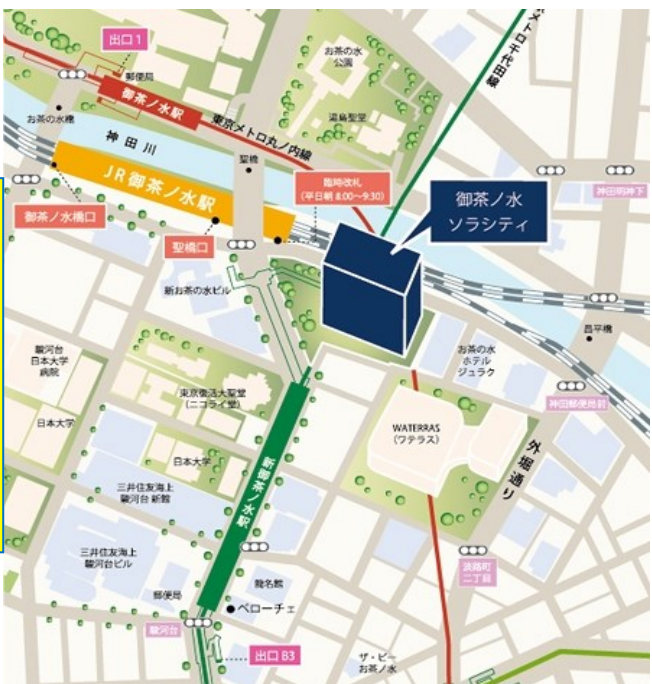 出口1
郵便局
御茶ノ水駅
お茶の水
公園
東京メトロ千代田線
湯島聖堂
お茶の水橋
東京メトロ丸ノ内線
神田川
聖橋
JR御茶ノ水駅
臨時改札
(平日朝 8:00〜9:30)
御茶ノ水
ソラシティ
神田明神下
御茶ノ水橋口
聖橋口
新お茶の水ビル
昌平橋
駿河台
日本大学
病院
お茶の水
ホテル
ジュラク
東京復活大聖堂
(ニコライ堂)
神田郵便局前
日本大学
WATERRAS
(ワテラス)
外堀通り
日本大学
新御茶ノ水駅
三井住友海上
駿河台 新館
三井住友海上
駿河台ビル
淡路町
二丁目
郵便局
龍名館
ベローチェ
駿河台
出口 B3
ザ・ビー
お茶の水